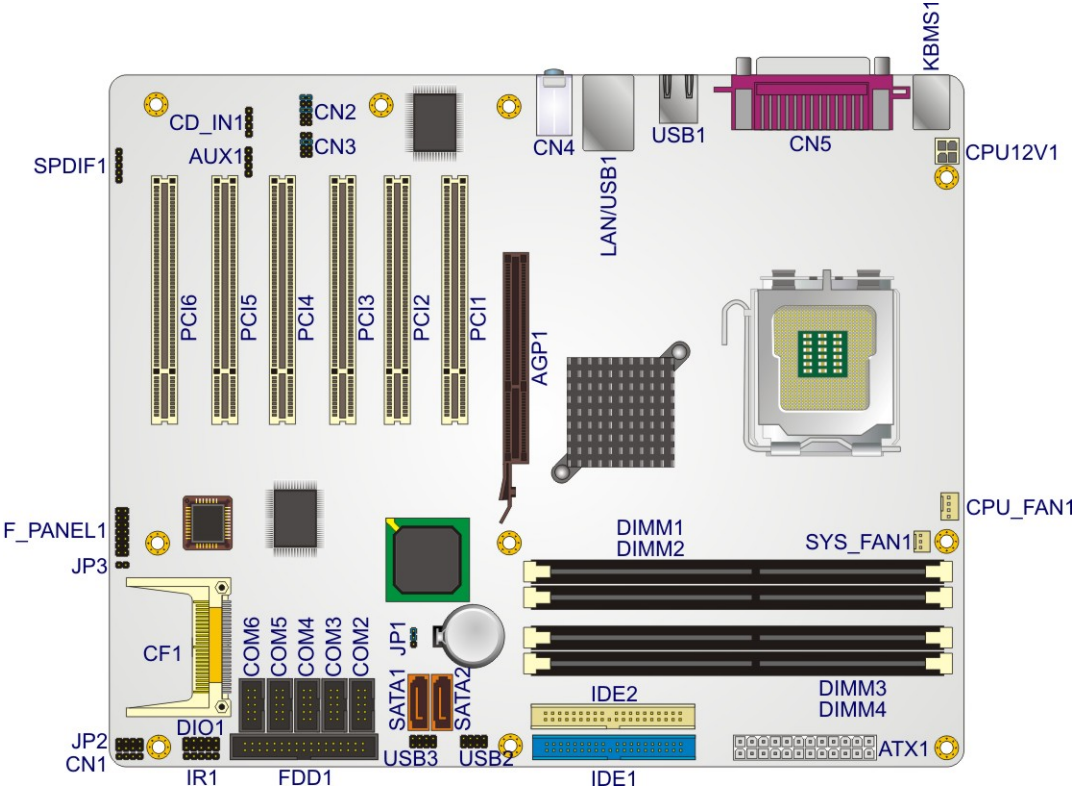 KBMS1
CN2
CD_IN1
CN3
AUX1
SPDIF1
CN4
LAN/USB1
USB1
CN5
CPU12V1
PCI6
PCI5
PCI4
PCI3
PCI2
PCI1
AGP1
CPU_FAN1
F_PANEL1
DIMM1
DIMM2
SYS_FAN1
JP3
CF1
COM6
COM5
COM4
COM3
COM2
JP1
SATA1
SATA2
DIO1
IDE2
DIMM3
DIMM4
JP2
CN1
IR1
FDD1
USB3
USB2
IDE1
ATX1